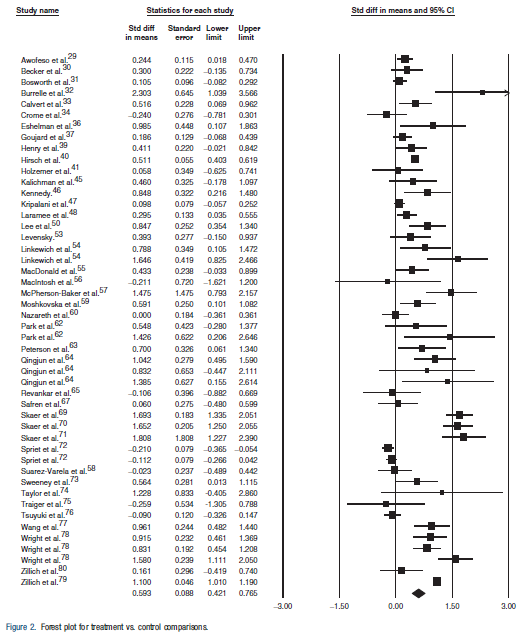 Study name Statistics for each study Std diff in means and 95% CI
Std diff in means Standard error Lower limit Upper limit
Awofeso et al.29 0.244 0.115 0.018 0.470
Becker et al.30 0.300 0.222 −0.135 0.734
Bosworth et al.31 0.105 0.096 −0.082 0.292
Burrelle et al.32 2.303 0.645 1.039 3.566
Calvert et al.33 0.516 0.228 0.069 0.962
Crome et al.34 −0.240 0.276 −0.781 0.301
Eshelman et al.36 0.985 0.448 0.107 1.863
Goujard et al.37 0.186 0.129 −0.068 0.439
Henry et al.39 0.411 0.220 −0.021 0.842
Hirsch et al.40 0.511 0.055 0.403 0.619
Holzemer et al.41 0.058 0.349 −0.625 0.741
Kalichman et al.45 0.460 0.325 −0.178 1.097
Kennedy.46 0.848 0.322 0.216 1.480
Kripalani et al.47 0.098 0.079 −0.057 0.252
Laramee et al.48 0.295 0.133 0.035 0.555
Lee et al.50 0.847 0.252 0.354 1.340
Levensky.53 0.393 0.277 −0.150 0.937
Linkewich et al.54 0.788 0.349 0.105 1.472
Linkewich et al.54 1.646 0.419 0.825 2.466
MacDonald et al.55 0.433 0.238 −0.033 0.899
MacIntosh et al.56 −0.211 0.720 −1.621 1.200
McPherson-Baker et al.57 1.475 1.475 0.793 2.157
Moshkovska et al.59 0.591 0.250 0.101 1.082
Nazareth et al.60 0.000 0.184 −0.361 0.361
Park et al.62 0.548 0.423 −0.280 1.377
Park et al.62 1.426 0.622 0.206 2.646
Peterson et al.63 0.700 0.326 0.061 1.340
Qingjun et al.64 1.042 0.279 0.495 1.590
Qingjun et al.64 0.832 0.653 −0.447 2.111
Qingjun et al.64 1.385 0.627 0.155 2.614
Revankar et al.65 −0.106 0.396 −0.882 0.669
Safren et al.67 0.060 0.275 −0.480 0.599
Skaer et al.69 1.693 0.183 1.335 2.051
Skaer et al.70 1.652 0.205 1.250 2.055
Skaer et al.71 1.808 1.808 1.227 2.390
Spriet et al.72 −0.210 0.079 −0.365 −0.054
Spriet et al.72 −0.112 0.079 −0.266 0.042
Suarez-Varela et al.58 −0.023 0.237 −0.489 0.442
Sweeney et al.73 0.564 0.281 0.013 1.115
Taylor et al.74 1.228 0.833 −0.405 2.860
Traiger et al.75 −0.259 0.534 −1.305 0.788
Tsuyuki et al.76 −0.090 0.120 −0.326 0.147
Wang et al.77 0.961 0.244 0.482 1.440
Wright et al.78 0.915 0.232 0.461 1.369
Wright et al.78 0.831 0.192 0.454 1.208
Wright et al.78 1.580 0.239 1.111 2.050
Zillich et al.80 0.161 0.296 −0.419 0.740
Zillich et al.79 1.100 0.046 1.010 1.190
0.593 0.088 0.421 0.765
−3.00 −1.50 0.00 1.50 3.00
Figure 2. Forest plot for treatment vs. control comparisons.